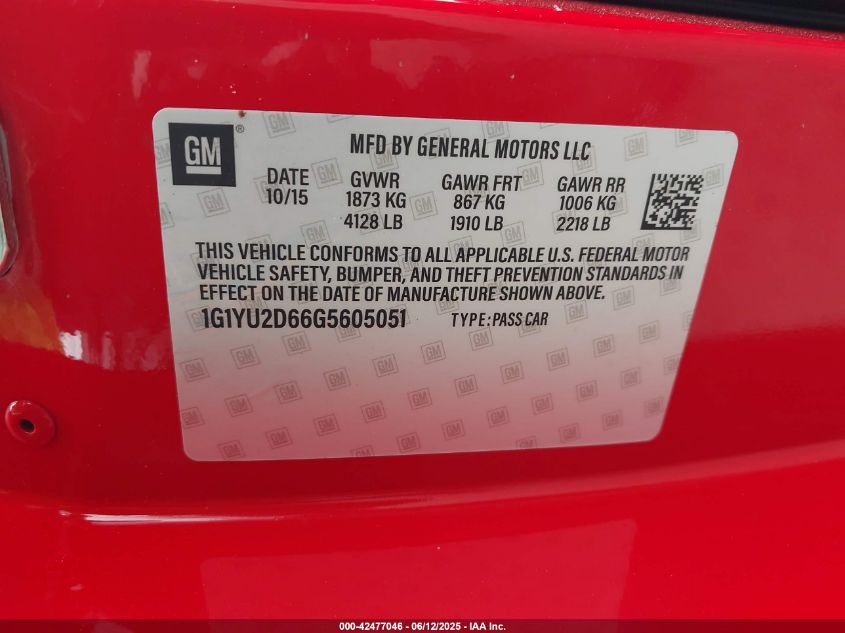 GM ®
MFD BY GENERAL MOTORS LLC
DATE GVWR GAWR FRT GAWR RR
10/15 1873 KG 867 KG 1006 KG
4128 LB 1910 LB 2218 LB
THIS VEHICLE CONFORMS TO ALL APPLICABLE U.S. FEDERAL MOTOR
VEHICLE SAFETY, BUMPER, AND THEFT PREVENTION STANDARDS IN
EFFECT ON THE DATE OF MANUFACTURE SHOWN ABOVE.
1G1YU2D66G5605051 TYPE: PASS CAR
000-42477046 - 06/12/2025 - IAA Inc.